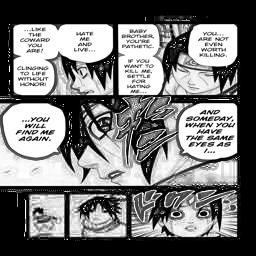 YOU...
ARE NOT
EVEN
WORTH
KILLING.
BABY
BROTHER,
YOU'RE
PATHETIC.
IF YOU
WANT TO
KILL ME,
SETTLE
FOR
HATING
ME...
HATE
ME
AND
LIVE...
...LIKE
THE
COWARD
YOU
ARE!
CLINGING
TO LIFE
WITHOUT
HONOR!
AND
SOMEDAY,
WHEN YOU
HAVE
THE SAME
EYES AS
I...
...YOU
WILL
FIND ME
AGAIN.